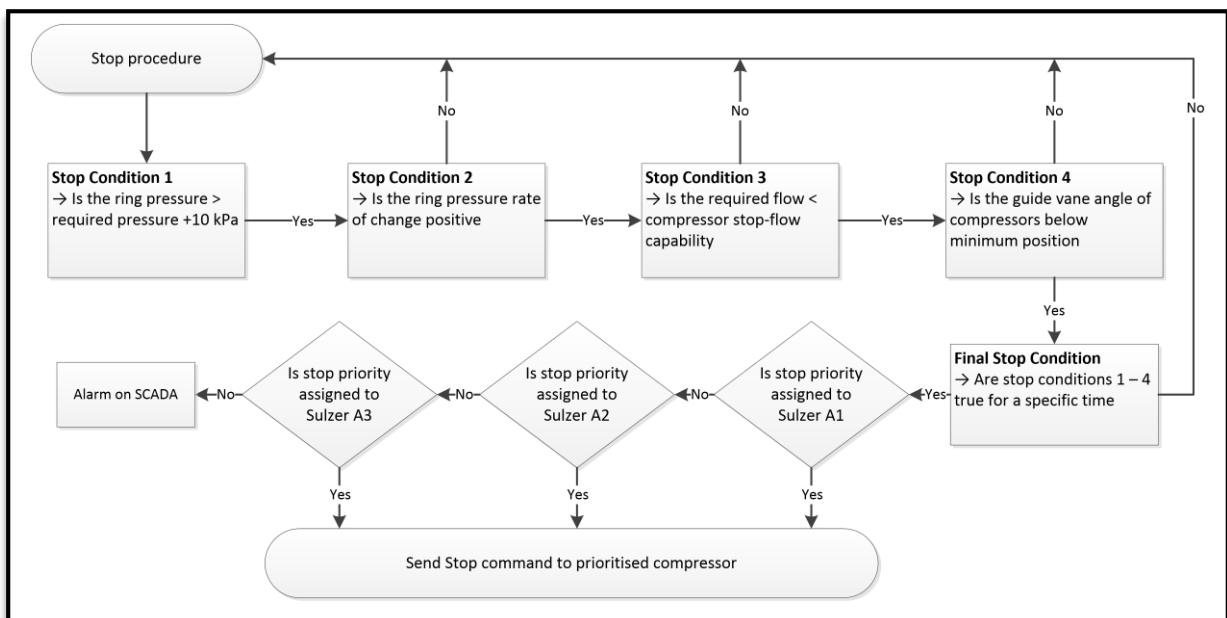 Stop procedure
No
No
No
No
Stop Condition 1
→ Is the ring pressure >
required pressure +10 kPa
Yes
Stop Condition 2
→ Is the ring pressure rate
of change positive
Yes
Stop Condition 3
→ Is the required flow <
compressor stop-flow
capability
Yes
Stop Condition 4
→ Is the guide vane angle of
compressors below
minimum position
Yes
Final Stop Condition
→ Are stop conditions 1 – 4
true for a specific time
Yes
Is stop priority
assigned to
Sulzer A1
No
Is stop priority
assigned to
Sulzer A2
No
Is stop priority
assigned to
Sulzer A3
No
Alarm on SCADA
Yes
Yes
Yes
Send Stop command to prioritised compressor